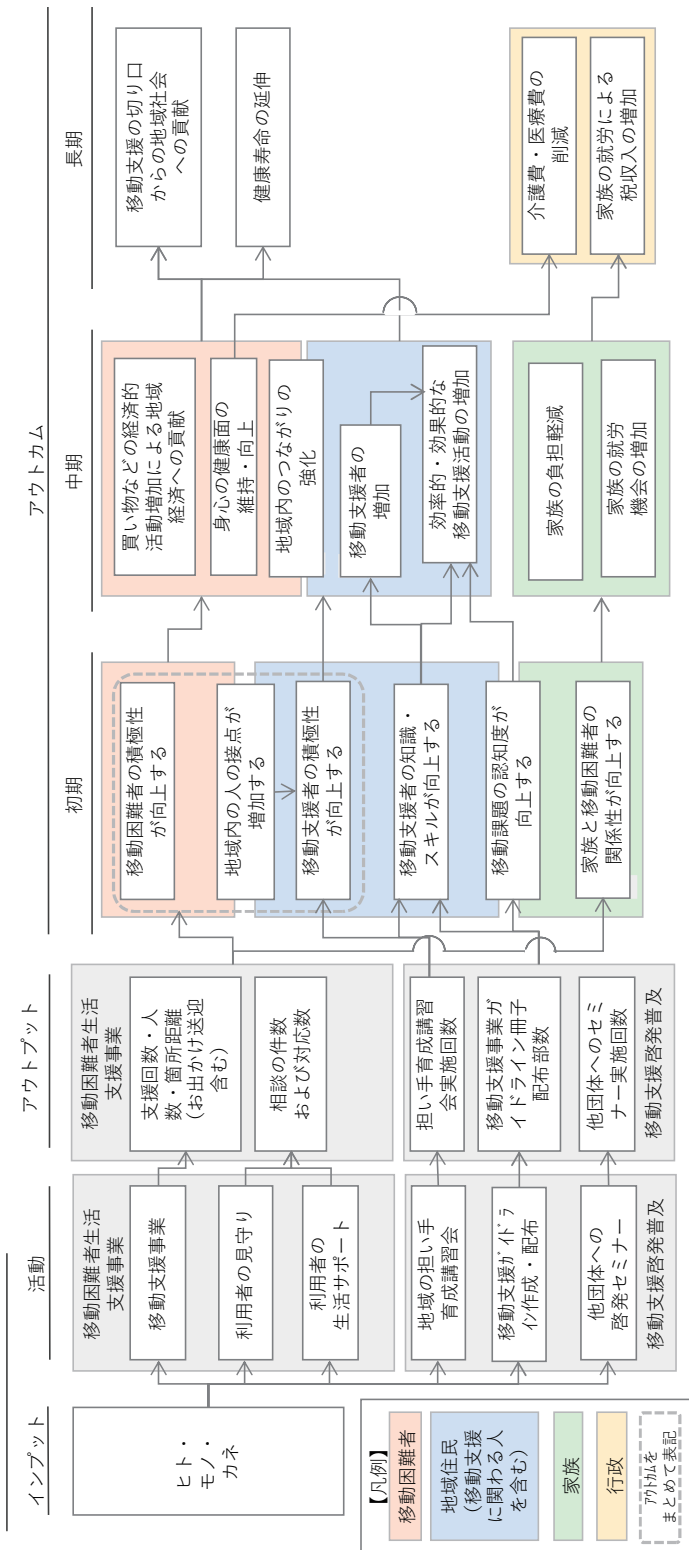 インプット
活動
アウトプット
アウトカム
初期
中期
長期
ヒト・
モノ・
カネ
移動困難者生活
支援事業
移動支援事業
利用者の見守り
利用者の
生活サポート
地域の担い手
育成講習会
移動支援ｶﾞｲﾄﾞﾗ
イン作成・配布
他団体への
啓発セミナー
移動支援啓発普及
移動困難者生活
支援事業
支援回数・人
数・箇所距離
（お出かけ送迎
含む）
相談の件数
および対応数
担い手育成講習
会実施回数
移動支援事業ガ
イドライン冊子
配布部数
他団体へのセミ
ナー実施回数
移動支援啓発普及
移動困難者の積極性
が向上する
地域内の人の接点が
増加する
移動支援者の積極性
が向上する
移動支援者の知識・
スキルが向上する
移動課題の認知度が
向上する
家族と移動困難者の
関係性が向上する
買い物などの経済的
活動増加による地域
経済への貢献
身心の健康面の
維持・向上
地域内のつながりの
強化
移動支援者の
増加
効率的・効果的な
移動支援活動の増加
家族の負担軽減
家族の就労
機会の増加
移動支援の切り口
からの地域社会
への貢献
健康寿命の延伸
介護費・医療費の
削減
家族の就労による
税収入の増加
【凡例】
移動困難者
地域住民
（移動支援
に関わる人
を含む）
家族
行政
ｱｳﾄｶﾑを
まとめて表記